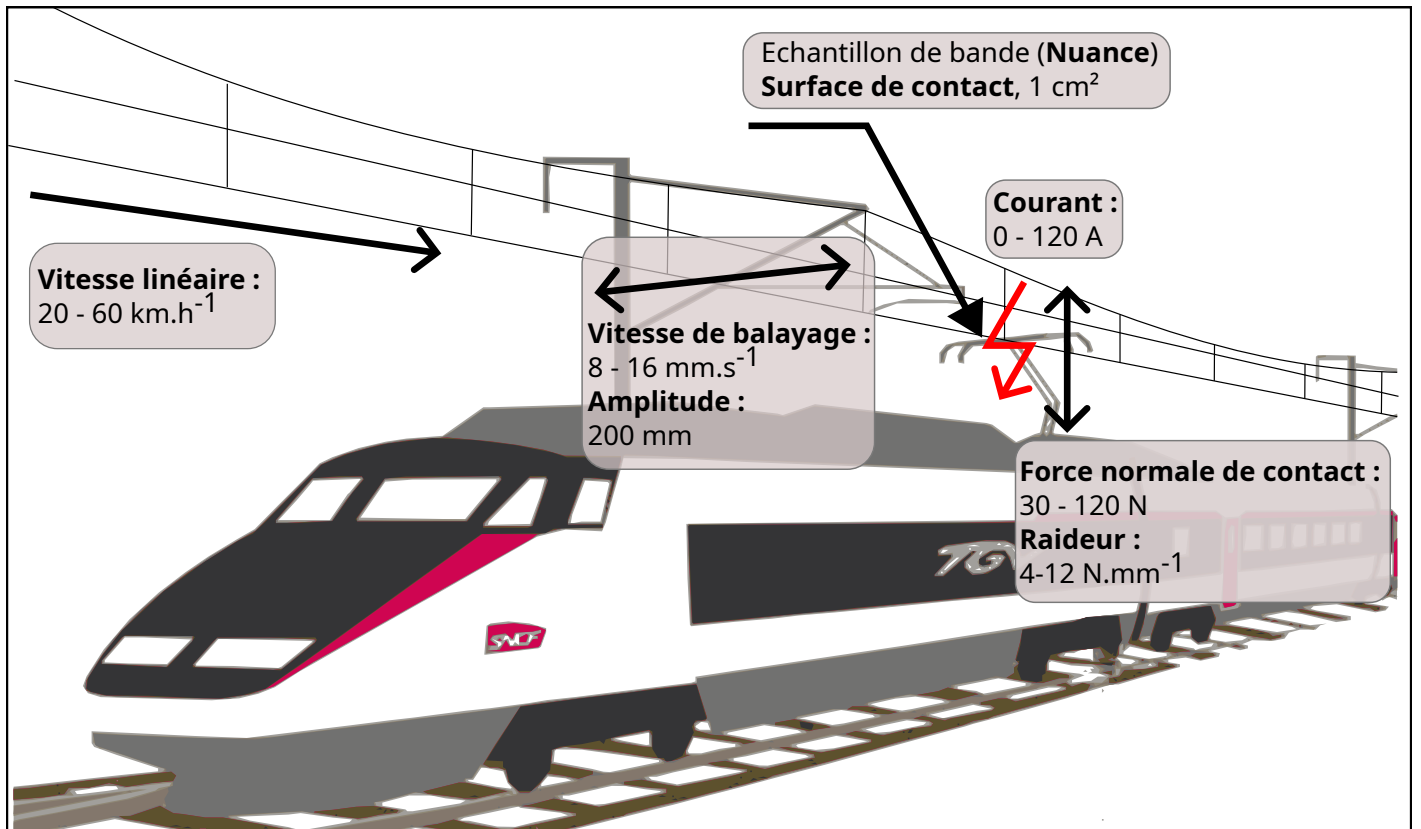 Echantillon de bande (Nuance)
Surface de contact, 1 cm²
Courant :
0 - 120 A
Vitesse linéaire :
20 - 60 km.h⁻¹
Vitesse de balayage :
8 - 16 mm.s⁻¹
Amplitude :
200 mm
Force normale de contact :
30 - 120 N
Raideur :
4-12 N.mm⁻¹
TGV
SNCF